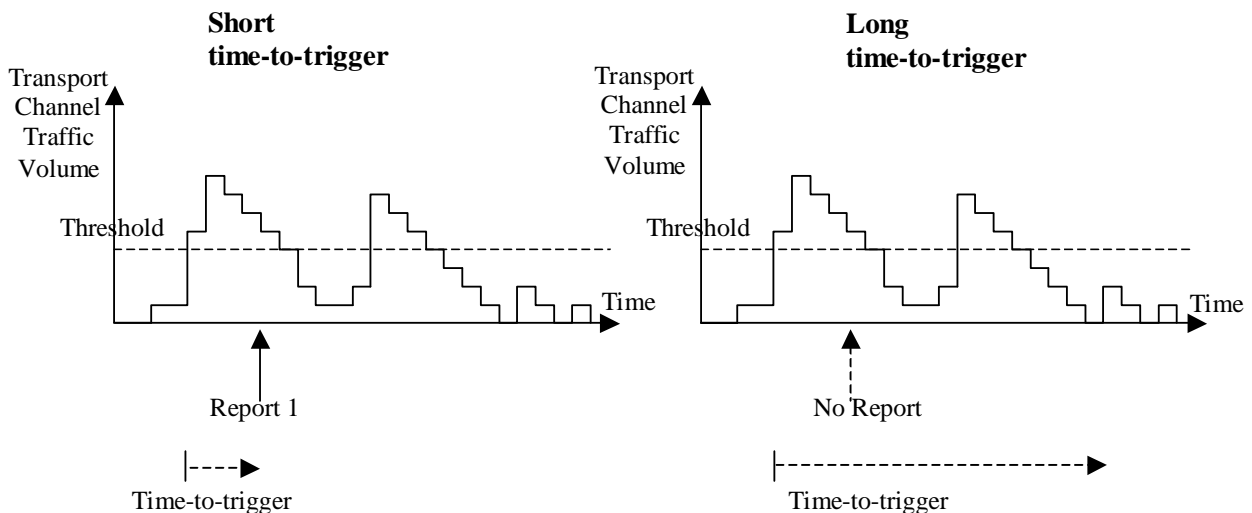 Short
time-to-trigger
Transport
Channel
Traffic
Volume
Threshold
Time
Report 1
Time-to-trigger
Long
time-to-trigger
Transport
Channel
Traffic
Volume
Threshold
Time
No Report
Time-to-trigger